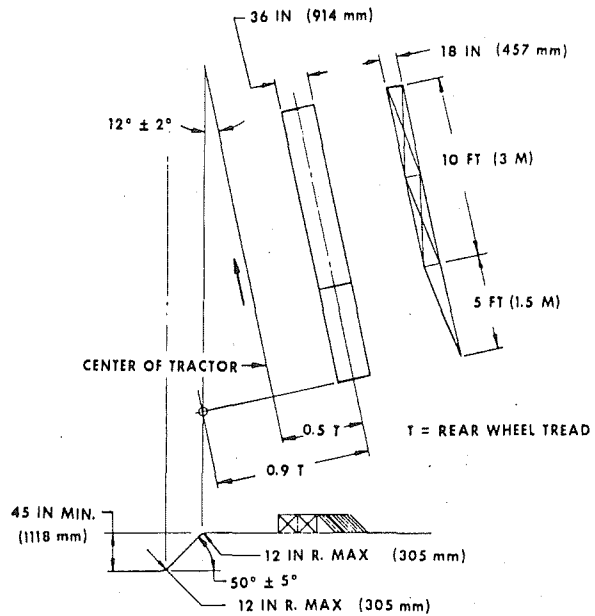 36 IN (914 mm)
18 IN (457 mm)
12° ± 2°
10 FT (3 M)
5 FT (1.5 M)
CENTER OF TRACTOR
0.5 T
T = REAR WHEEL TREAD
0.9 T
45 IN MIN.
(1118 mm)
12 IN R. MAX (305 mm)
50° ± 5°
12 IN R. MAX (305 mm)